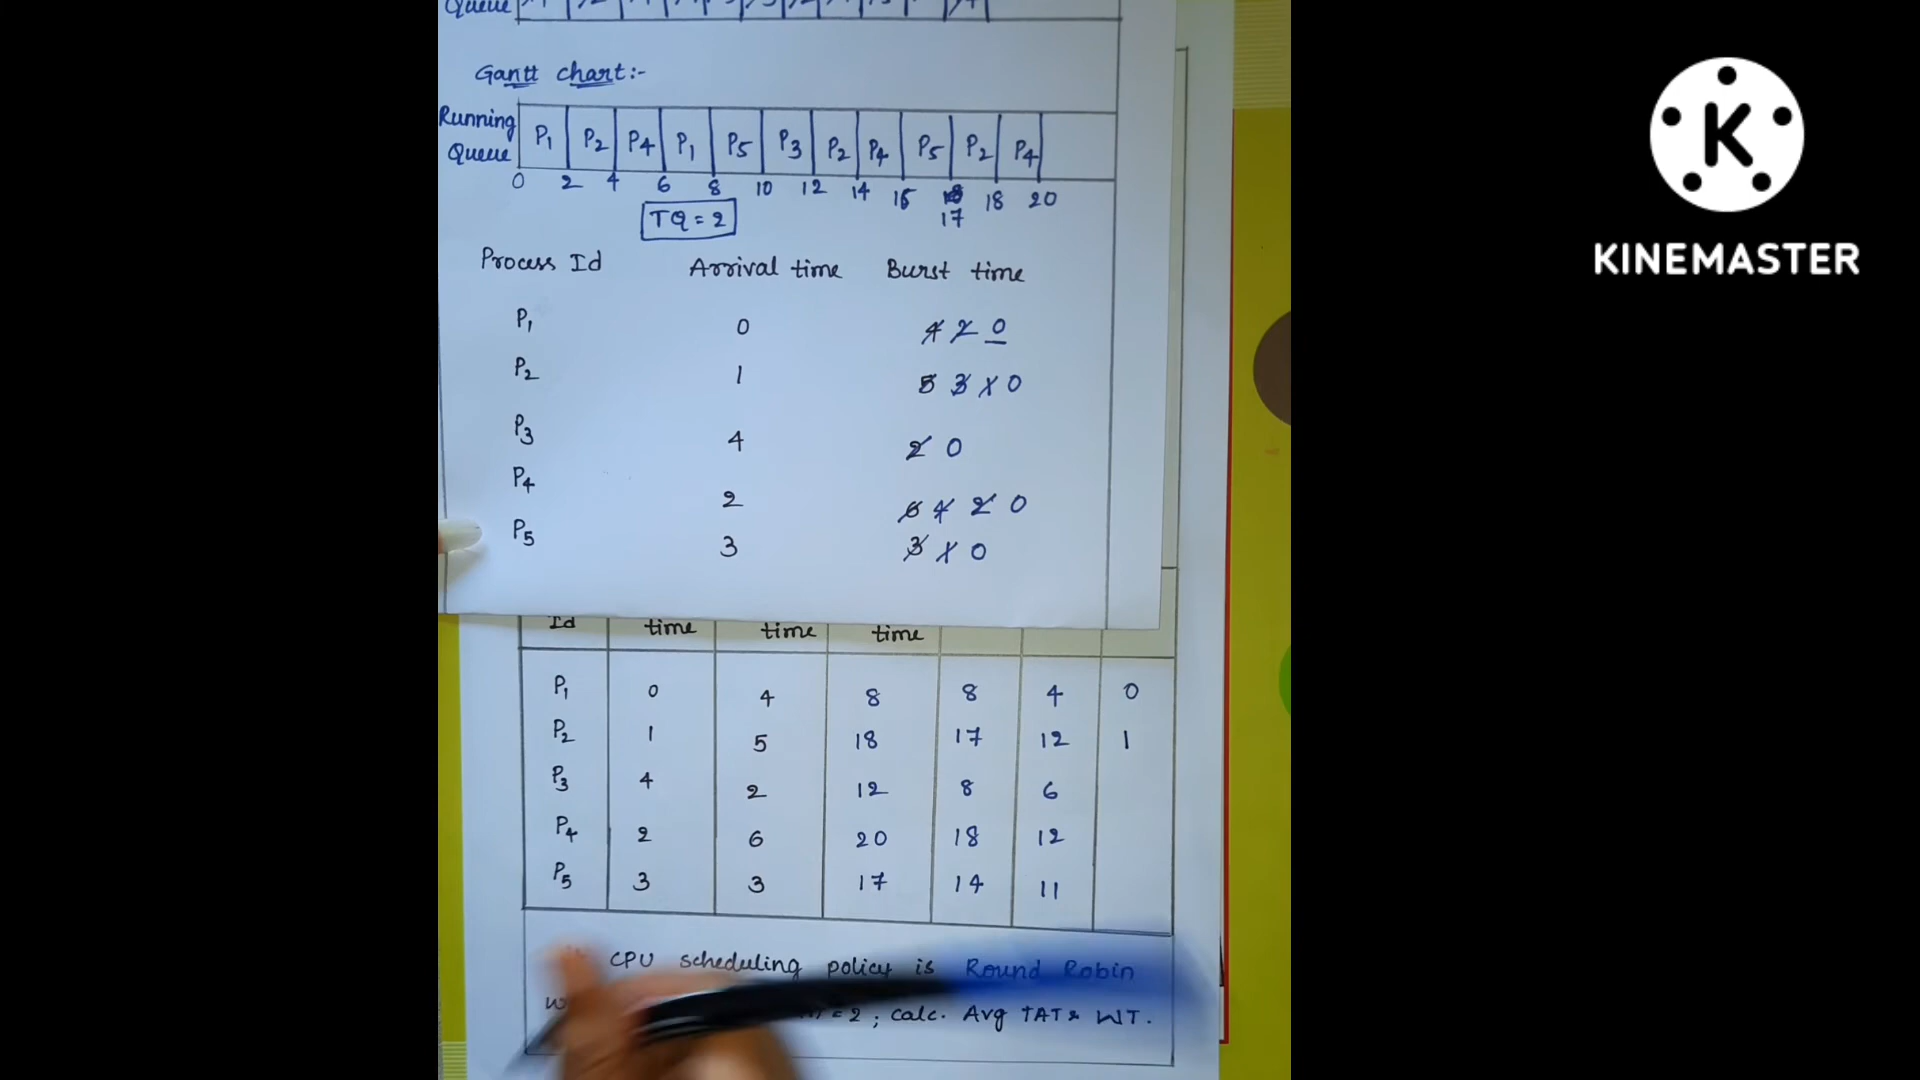 Queue
Gantt chart:-
Running Queue P1 P2 P4 P1 P5 P3 P2 P4 P5 P2 P4
0 2 4 6 8 10 12 14 16 17 18 20
TQ = 2
Process Id Arrival time Burst time
P1 0 4 2 0
P2 1 5 3 1 0
P3 4 2 0
P4 2 6 4 2 0
P5 3 3 1 0
Id time time time
P1 0 4 8 8 4 0
P2 1 5 18 17 12 1
P3 4 2 12 8 6
P4 2 6 20 18 12
P5 3 3 17 14 11
CPU scheduling policy is Round Robin
= 2 ; calc. Avg TAT & WT.
K
KINEMASTER